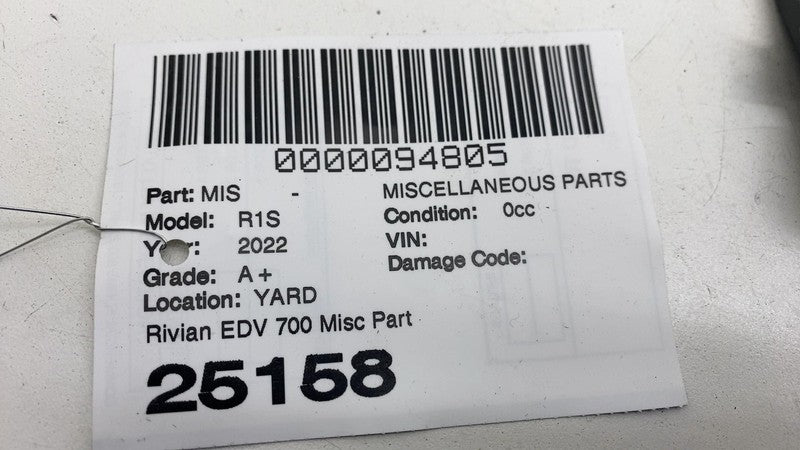 0000094805
Part: MIS - MISCELLANEOUS PARTS
Model: R1S Condition: 0cc
Year: 2022 VIN:
Grade: A+ Damage Code:
Location: YARD
Rivian EDV 700 Misc Part
25158